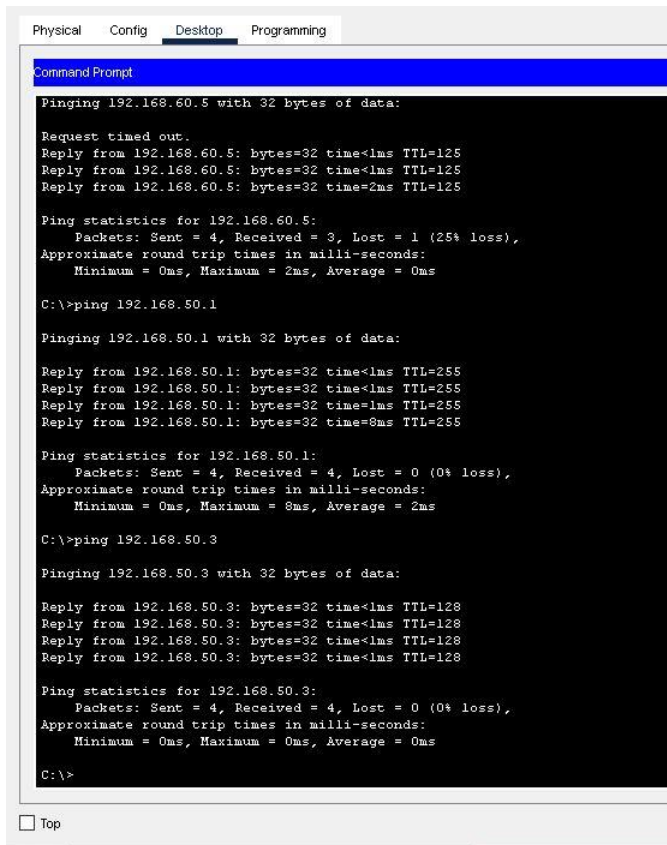 Physical Config Desktop Programming
Command Prompt
Pinging 192.168.60.5 with 32 bytes of data:
Request timed out.
Reply from 192.168.60.5: bytes=32 time<1ms TTL=125
Reply from 192.168.60.5: bytes=32 time<1ms TTL=125
Reply from 192.168.60.5: bytes=32 time=2ms TTL=125
Ping statistics for 192.168.60.5:
Packets: Sent = 4, Received = 3, Lost = 1 (25% loss),
Approximate round trip times in milli-seconds:
Minimum = 0ms, Maximum = 2ms, Average = 0ms
C:\>ping 192.168.50.1
Pinging 192.168.50.1 with 32 bytes of data:
Reply from 192.168.50.1: bytes=32 time<1ms TTL=255
Reply from 192.168.50.1: bytes=32 time<1ms TTL=255
Reply from 192.168.50.1: bytes=32 time=1ms TTL=255
Reply from 192.168.50.1: bytes=32 time=8ms TTL=255
Ping statistics for 192.168.50.1:
Packets: Sent = 4, Received = 4, Lost = 0 (0% loss),
Approximate round trip times in milli-seconds:
Minimum = 0ms, Maximum = 8ms, Average = 2ms
C:\>ping 192.168.50.3
Pinging 192.168.50.3 with 32 bytes of data:
Reply from 192.168.50.3: bytes=32 time<1ms TTL=128
Reply from 192.168.50.3: bytes=32 time<1ms TTL=128
Reply from 192.168.50.3: bytes=32 time<1ms TTL=128
Reply from 192.168.50.3: bytes=32 time<1ms TTL=128
Ping statistics for 192.168.50.3:
Packets: Sent = 4, Received = 4, Lost = 0 (0% loss),
Approximate round trip times in milli-seconds:
Minimum = 0ms, Maximum = 0ms, Average = 0ms
C:\>
Top